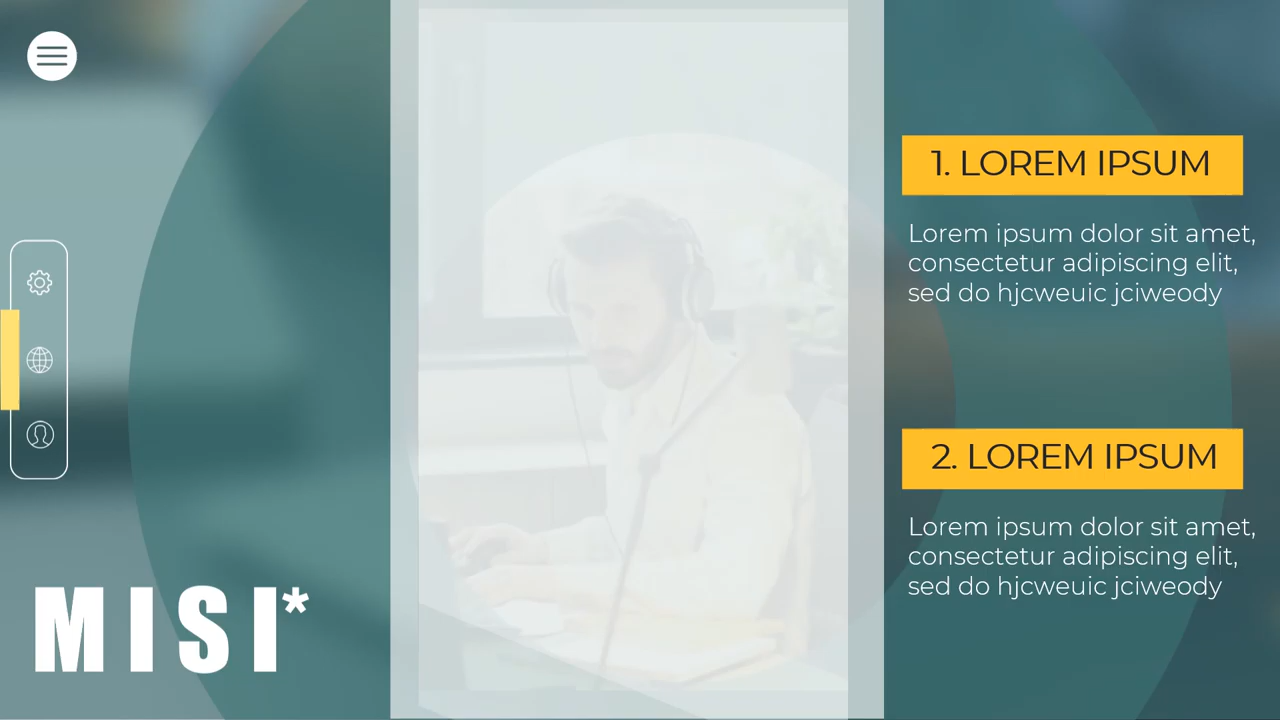 1. LOREM IPSUM
Lorem ipsum dolor sit amet,
consectetur adipiscing elit,
sed do hjcweuic jciweody
2. LOREM IPSUM
Lorem ipsum dolor sit amet,
consectetur adipiscing elit,
sed do hjcweuic jciweody
MISI*